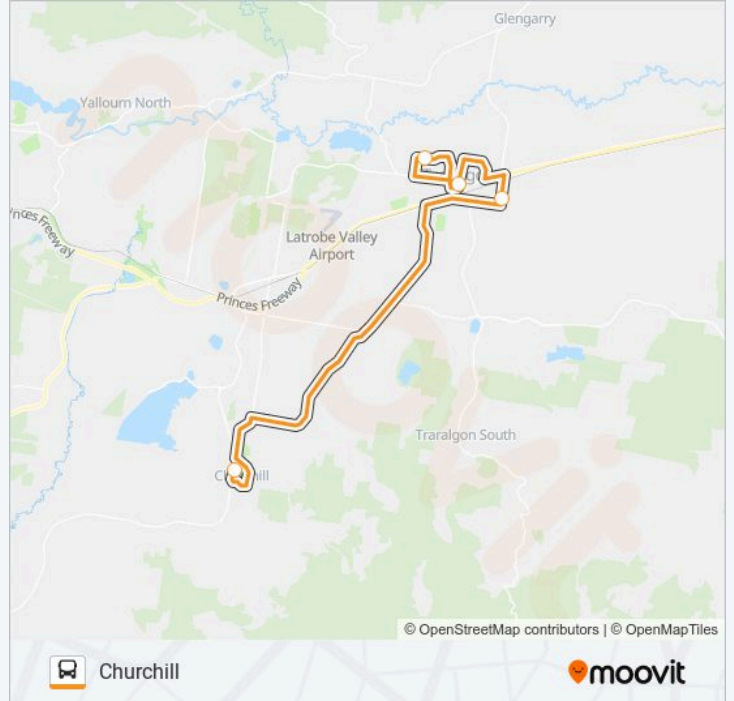 Glengarry
Yallourn North
Princes Freeway
Latrobe Valley
Airport
Princes Freeway
Traralgon South
© OpenStreetMap contributors | © OpenMapTiles
Churchill
moovit